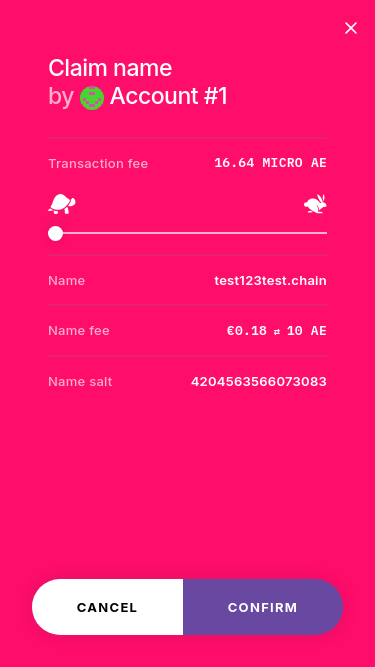 Claim name
by Account #1
Transaction fee 16.64 MICRO AE
Name test123test.chain
Name fee €0.18 ⇄ 10 AE
Name salt 4204563566073083
CANCEL CONFIRM